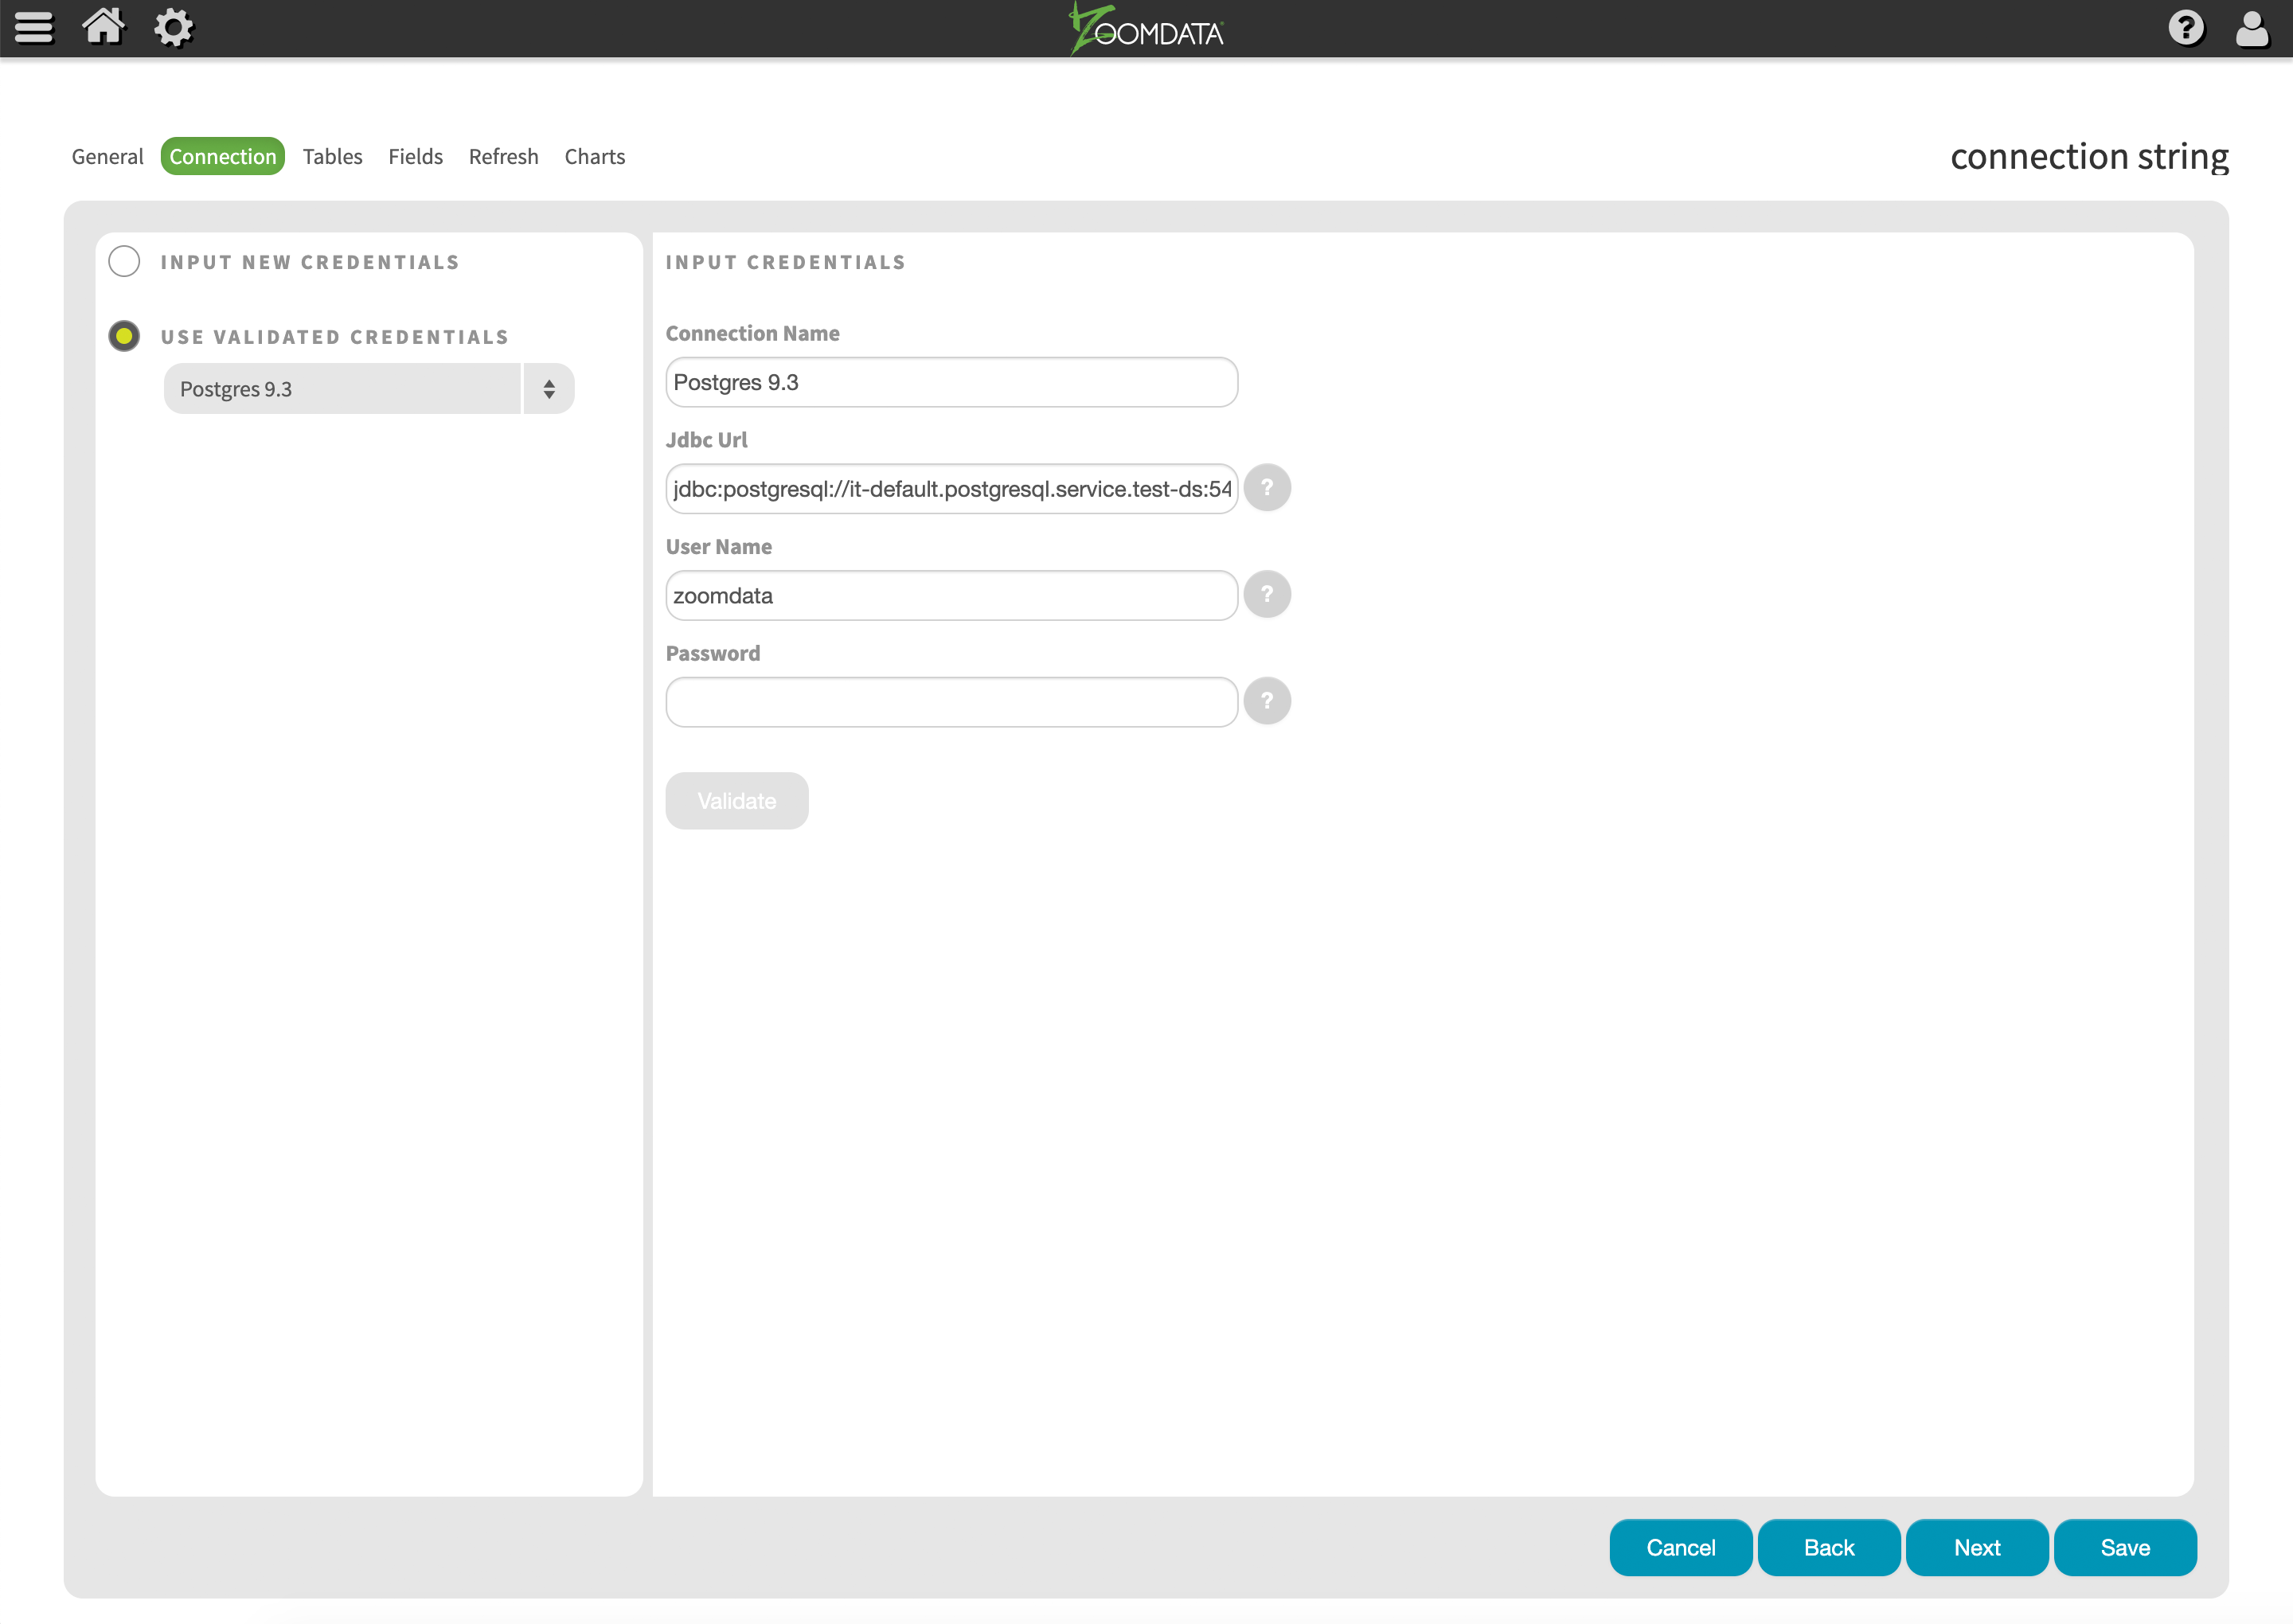 ZOOMDATA
General Connection Tables Fields Refresh Charts
connection string
INPUT NEW CREDENTIALS
USE VALIDATED CREDENTIALS
Postgres 9.3
INPUT CREDENTIALS
Connection Name
Postgres 9.3
Jdbc Url
jdbc:postgresql://it-default.postgresql.service.test-ds:54
?
User Name
zoomdata
?
Password
?
Validate
Cancel Back Next Save